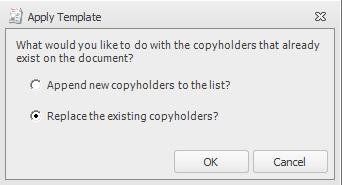 Apply Template
What would you like to do with the copyholders that already
exist on the document?
Append new copyholders to the list?
Replace the existing copyholders?
OK Cancel